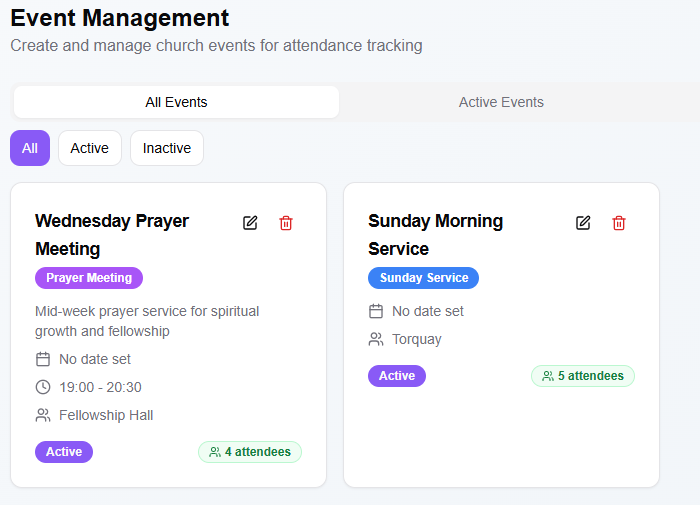 Event Management
Create and manage church events for attendance tracking
All Events
Active Events
All
Active
Inactive
Wednesday Prayer
Meeting
Prayer Meeting
Mid-week prayer service for spiritual
growth and fellowship
No date set
19:00 - 20:30
Fellowship Hall
Active
4 attendees
Sunday Morning
Service
Sunday Service
No date set
Torquay
Active
5 attendees